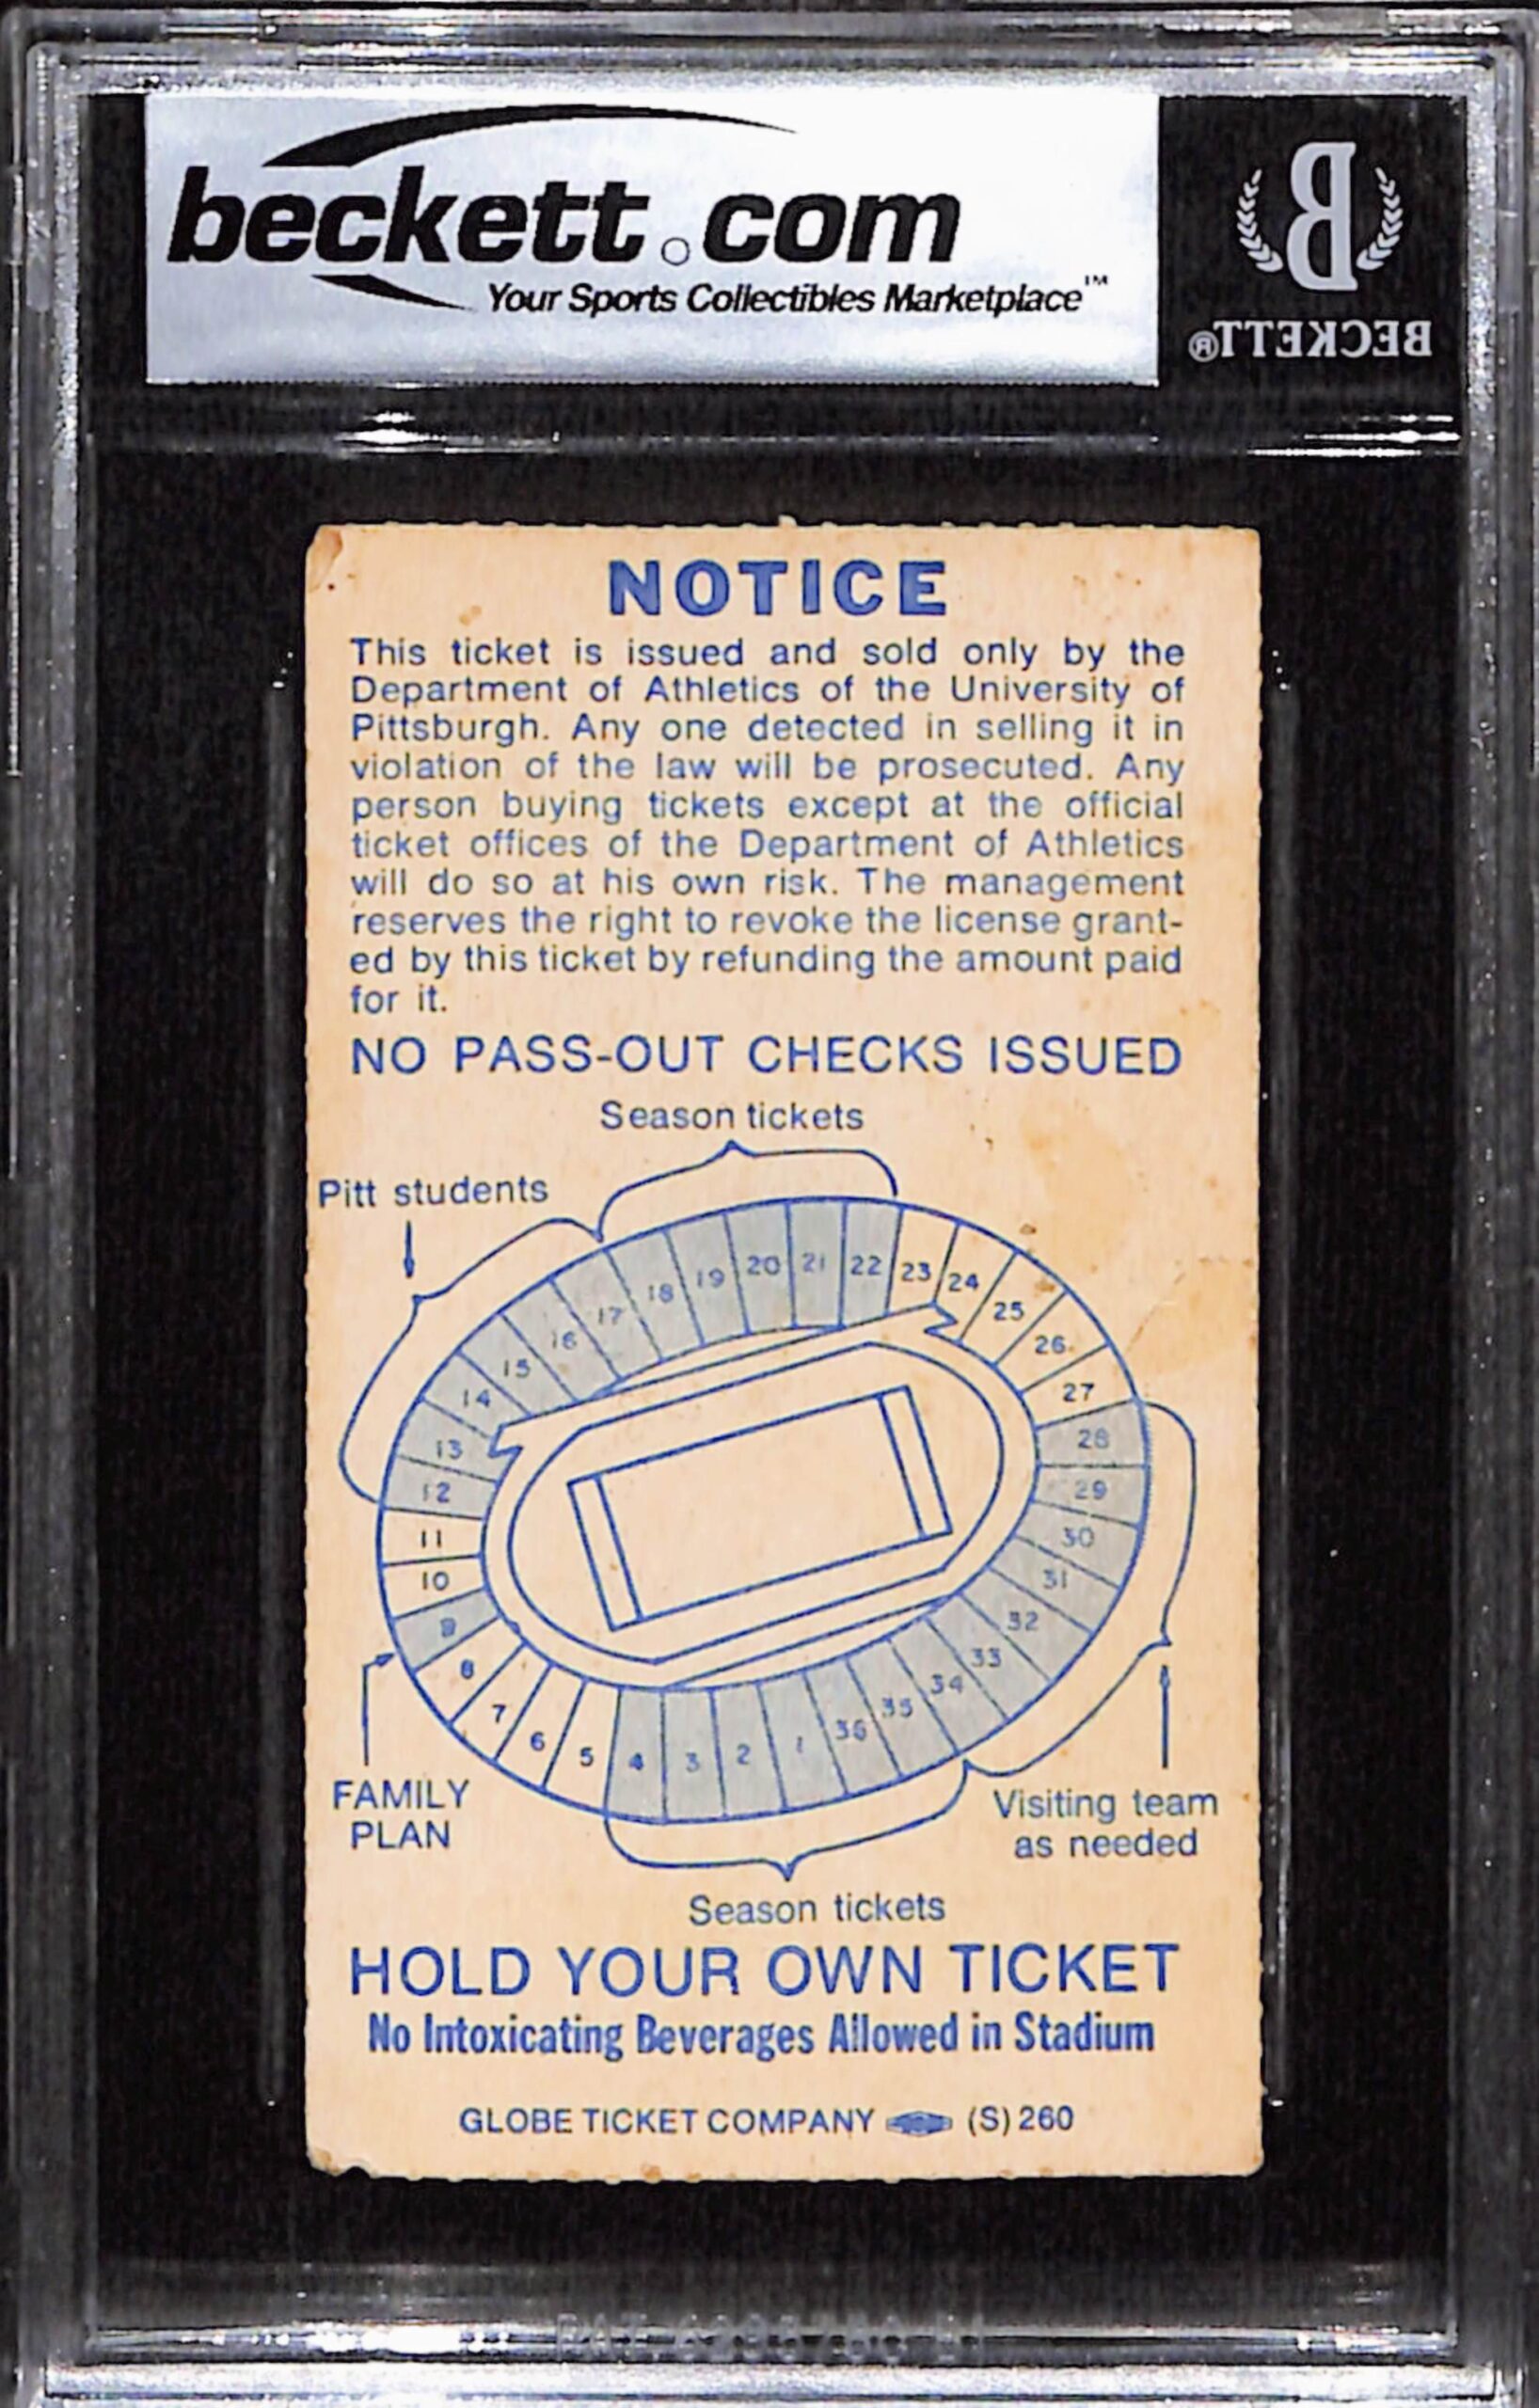 beckett.com
Your Sports Collectibles Marketplace™
B
BECKETT®
NOTICE
This ticket is issued and sold only by the
Department of Athletics of the University of
Pittsburgh. Any one detected in selling it in
violation of the law will be prosecuted. Any
person buying tickets except at the official
ticket offices of the Department of Athletics
will do so at his own risk. The management
reserves the right to revoke the license grant-
ed by this ticket by refunding the amount paid
for it.
NO PASS-OUT CHECKS ISSUED
Season tickets
Pitt students
12
13
14
15
16
17
18
19
20
21
22
23
24
25
26
27
28
29
30
31
32
33
34
35
36
1
2
3
4
5
6
7
8
9
10
11
FAMILY
PLAN
Visiting team
as needed
Season tickets
HOLD YOUR OWN TICKET
No Intoxicating Beverages Allowed in Stadium
GLOBE TICKET COMPANY (S) 260